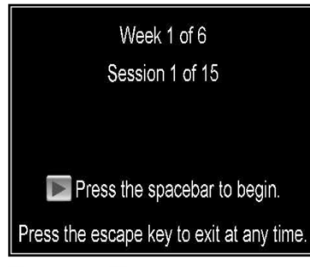 Week 1 of 6
Session 1 of 15
Press the spacebar to begin.
Press the escape key to exit at any time.